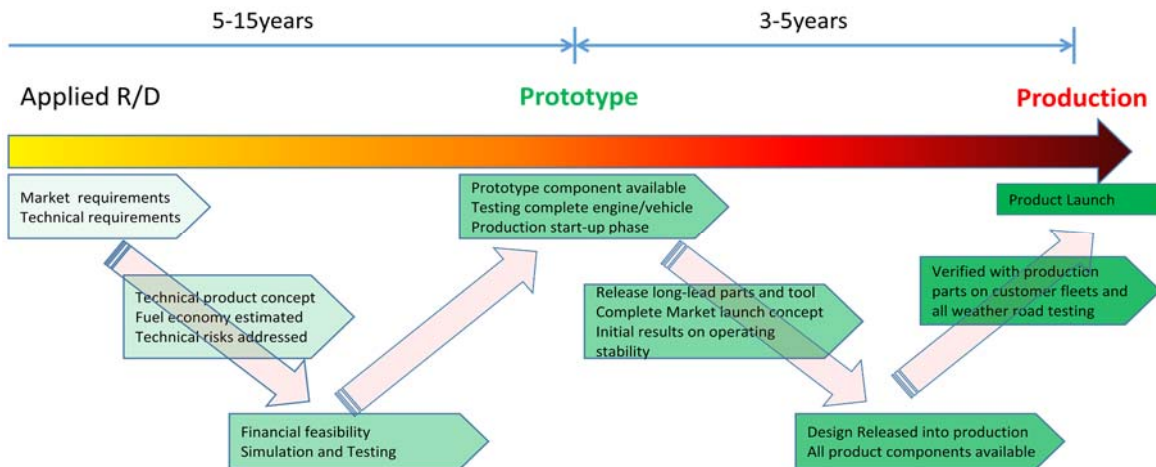 5-15years
3-5years
Applied R/D
Prototype
Production
Market requirements
Technical requirements
Technical product concept
Fuel economy estimated
Technical risks addressed
Financial feasibility
Simulation and Testing
Prototype component available
Testing complete engine/vehicle
Production start-up phase
Release long-lead parts and tool
Complete Market launch concept
Initial results on operating
stability
Design Released into production
All product components available
Verified with production
parts on customer fleets and
all weather road testing
Product Launch